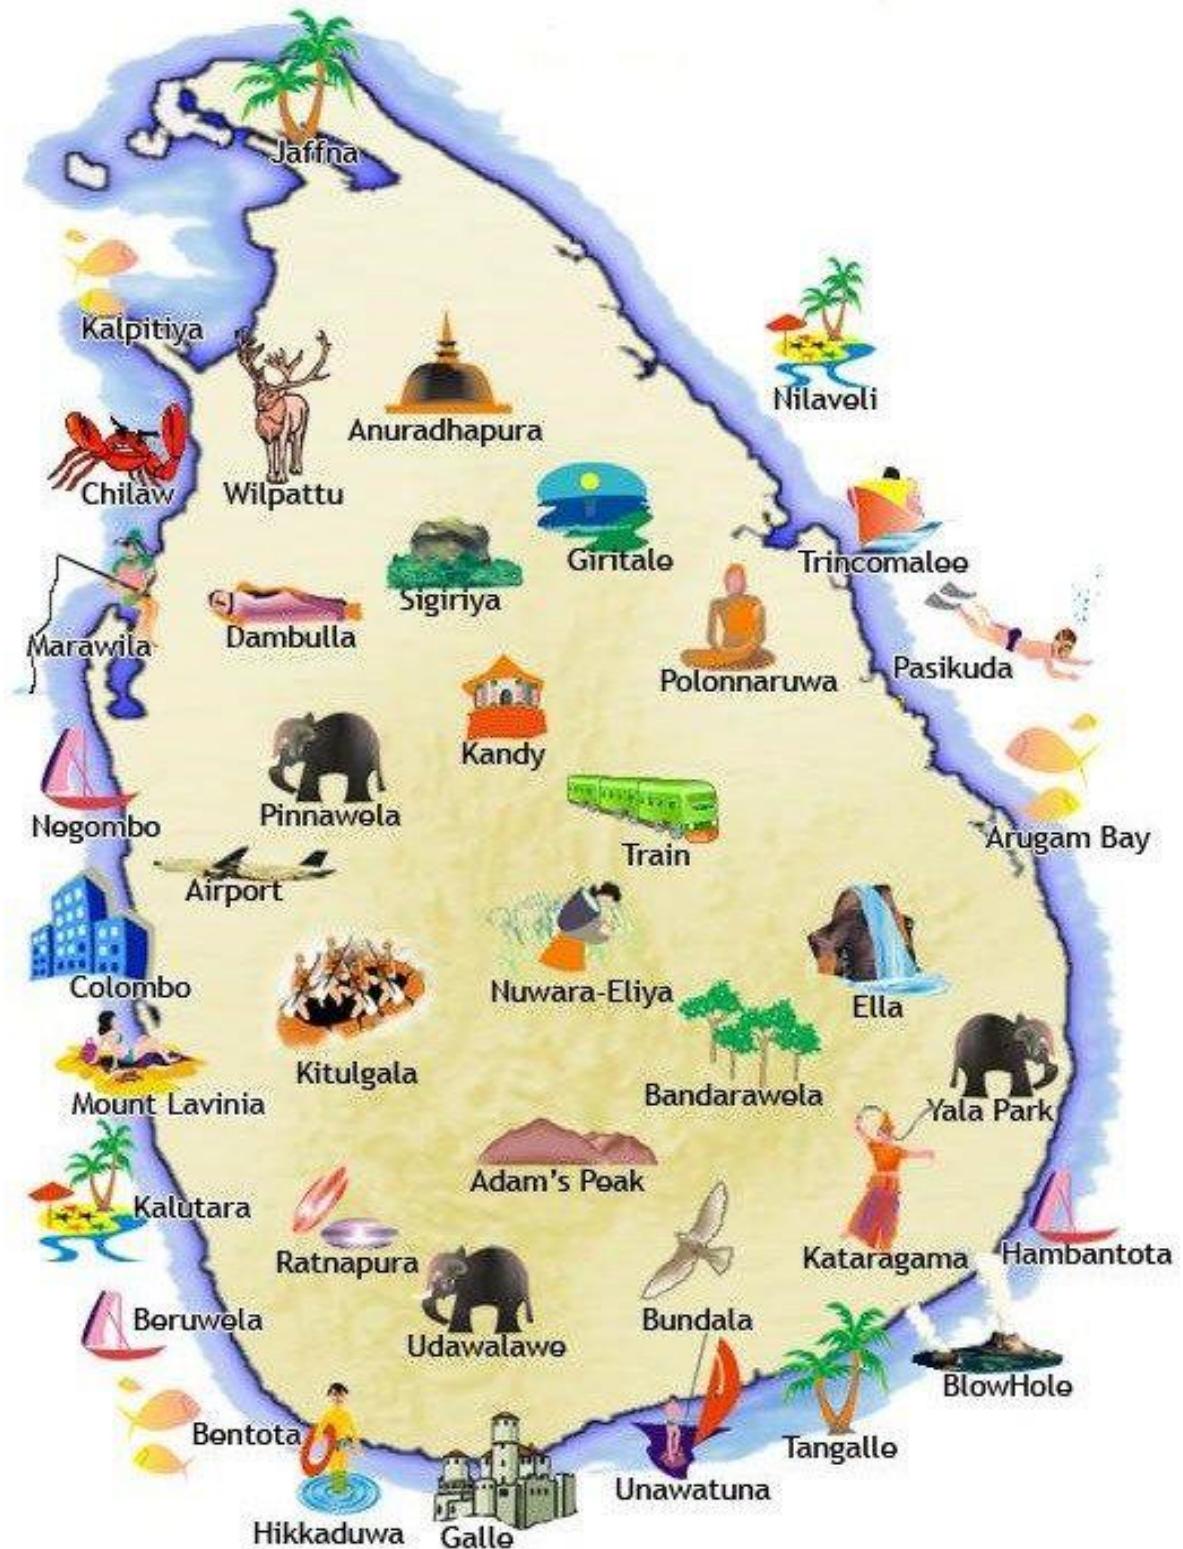 Jaffna
Kalpitiya
Nilaveli
Anuradhapura
Chilaw
Wilpattu
Giritale
Trincomalee
Sigiriya
Dambulla
Marawila
Pasikuda
Polonnaruwa
Kandy
Pinnawela
Negombo
Arugam Bay
Train
Airport
Colombo
Nuwara-Eliya
Ella
Kitulgala
Bandarawela
Mount Lavinia
Yala Park
Adam's Peak
Kalutara
Ratnapura
Kataragama
Hambantota
Beruwela
Bundala
Udawalawe
BlowHole
Bentota
Tangalle
Unawatuna
Hikkaduwa
Galle